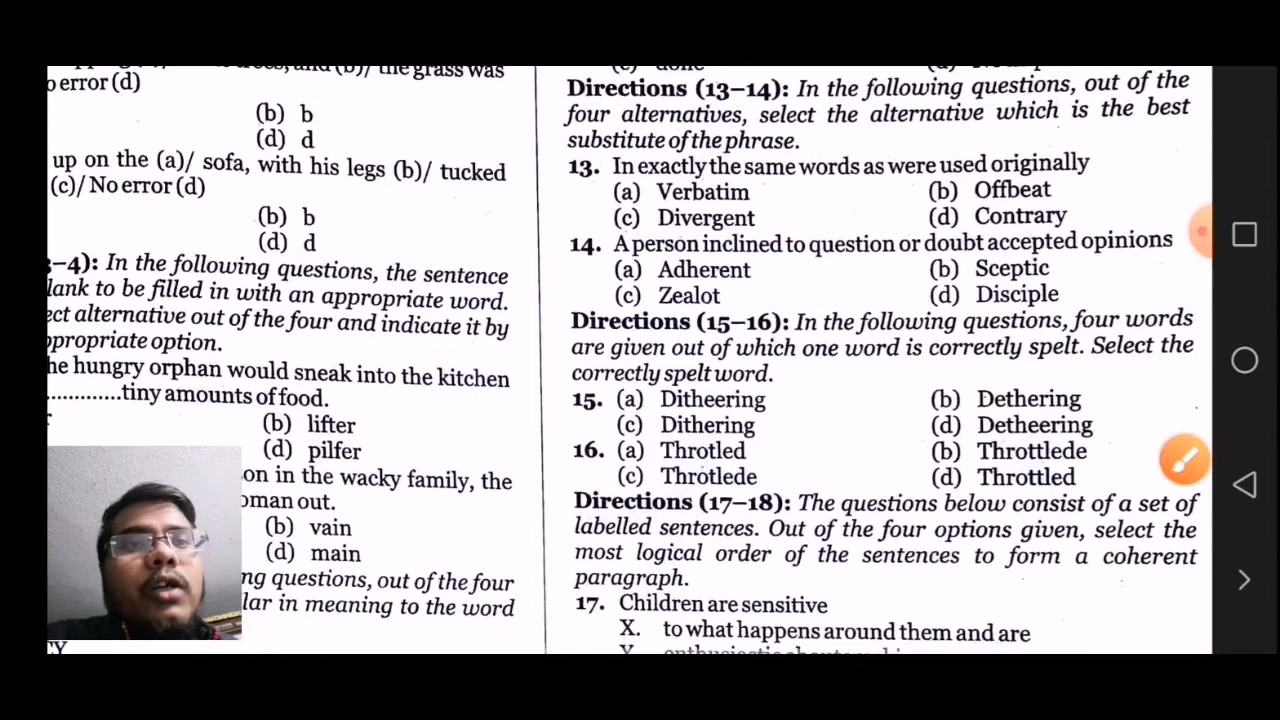 the grass was
o error (d)
(b) b
(d) d
up on the (a)/ sofa, with his legs (b)/ tucked
(c)/ No error (d)
(b) b
(d) d
–4): In the following questions, the sentence
lank to be filled in with an appropriate word.
ect alternative out of the four and indicate it by
ppropriate option.
he hungry orphan would sneak into the kitchen
.............tiny amounts of food.
(b) lifter
(d) pilfer
on in the wacky family, the
oman out.
(b) vain
(d) main
ng questions, out of the four
lar in meaning to the word
CY
Directions (13–14): In the following questions, out of the
four alternatives, select the alternative which is the best
substitute of the phrase.
13. In exactly the same words as were used originally
(a) Verbatim (b) Offbeat
(c) Divergent (d) Contrary
14. A person inclined to question or doubt accepted opinions
(a) Adherent (b) Sceptic
(c) Zealot (d) Disciple
Directions (15–16): In the following questions, four words
are given out of which one word is correctly spelt. Select the
correctly spelt word.
15. (a) Ditheering (b) Dethering
(c) Dithering (d) Detheering
16. (a) Throtled (b) Throttlede
(c) Throtlede (d) Throttled
Directions (17–18): The questions below consist of a set of
labelled sentences. Out of the four options given, select the
most logical order of the sentences to form a coherent
paragraph.
17. Children are sensitive
X. to what happens around them and are